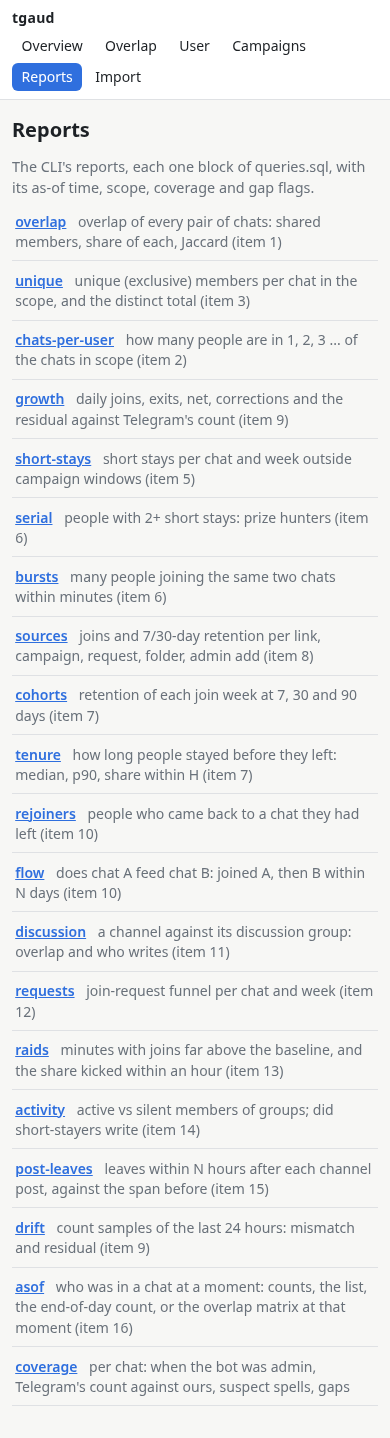 tgaud
Overview Overlap User Campaigns
Reports Import
Reports
The CLI's reports, each one block of queries.sql, with
its as-of time, scope, coverage and gap flags.
overlap overlap of every pair of chats: shared
members, share of each, Jaccard (item 1)
unique unique (exclusive) members per chat in the
scope, and the distinct total (item 3)
chats-per-user how many people are in 1, 2, 3 ... of
the chats in scope (item 2)
growth daily joins, exits, net, corrections and the
residual against Telegram's count (item 9)
short-stays short stays per chat and week outside
campaign windows (item 5)
serial people with 2+ short stays: prize hunters (item
6)
bursts many people joining the same two chats
within minutes (item 6)
sources joins and 7/30-day retention per link,
campaign, request, folder, admin add (item 8)
cohorts retention of each join week at 7, 30 and 90
days (item 7)
tenure how long people stayed before they left:
median, p90, share within H (item 7)
rejoiners people who came back to a chat they had
left (item 10)
flow does chat A feed chat B: joined A, then B within
N days (item 10)
discussion a channel against its discussion group:
overlap and who writes (item 11)
requests join-request funnel per chat and week (item
12)
raids minutes with joins far above the baseline, and
the share kicked within an hour (item 13)
activity active vs silent members of groups; did
short-stayers write (item 14)
post-leaves leaves within N hours after each channel
post, against the span before (item 15)
drift count samples of the last 24 hours: mismatch
and residual (item 9)
asof who was in a chat at a moment: counts, the list,
the end-of-day count, or the overlap matrix at that
moment (item 16)
coverage per chat: when the bot was admin,
Telegram's count against ours, suspect spells, gaps